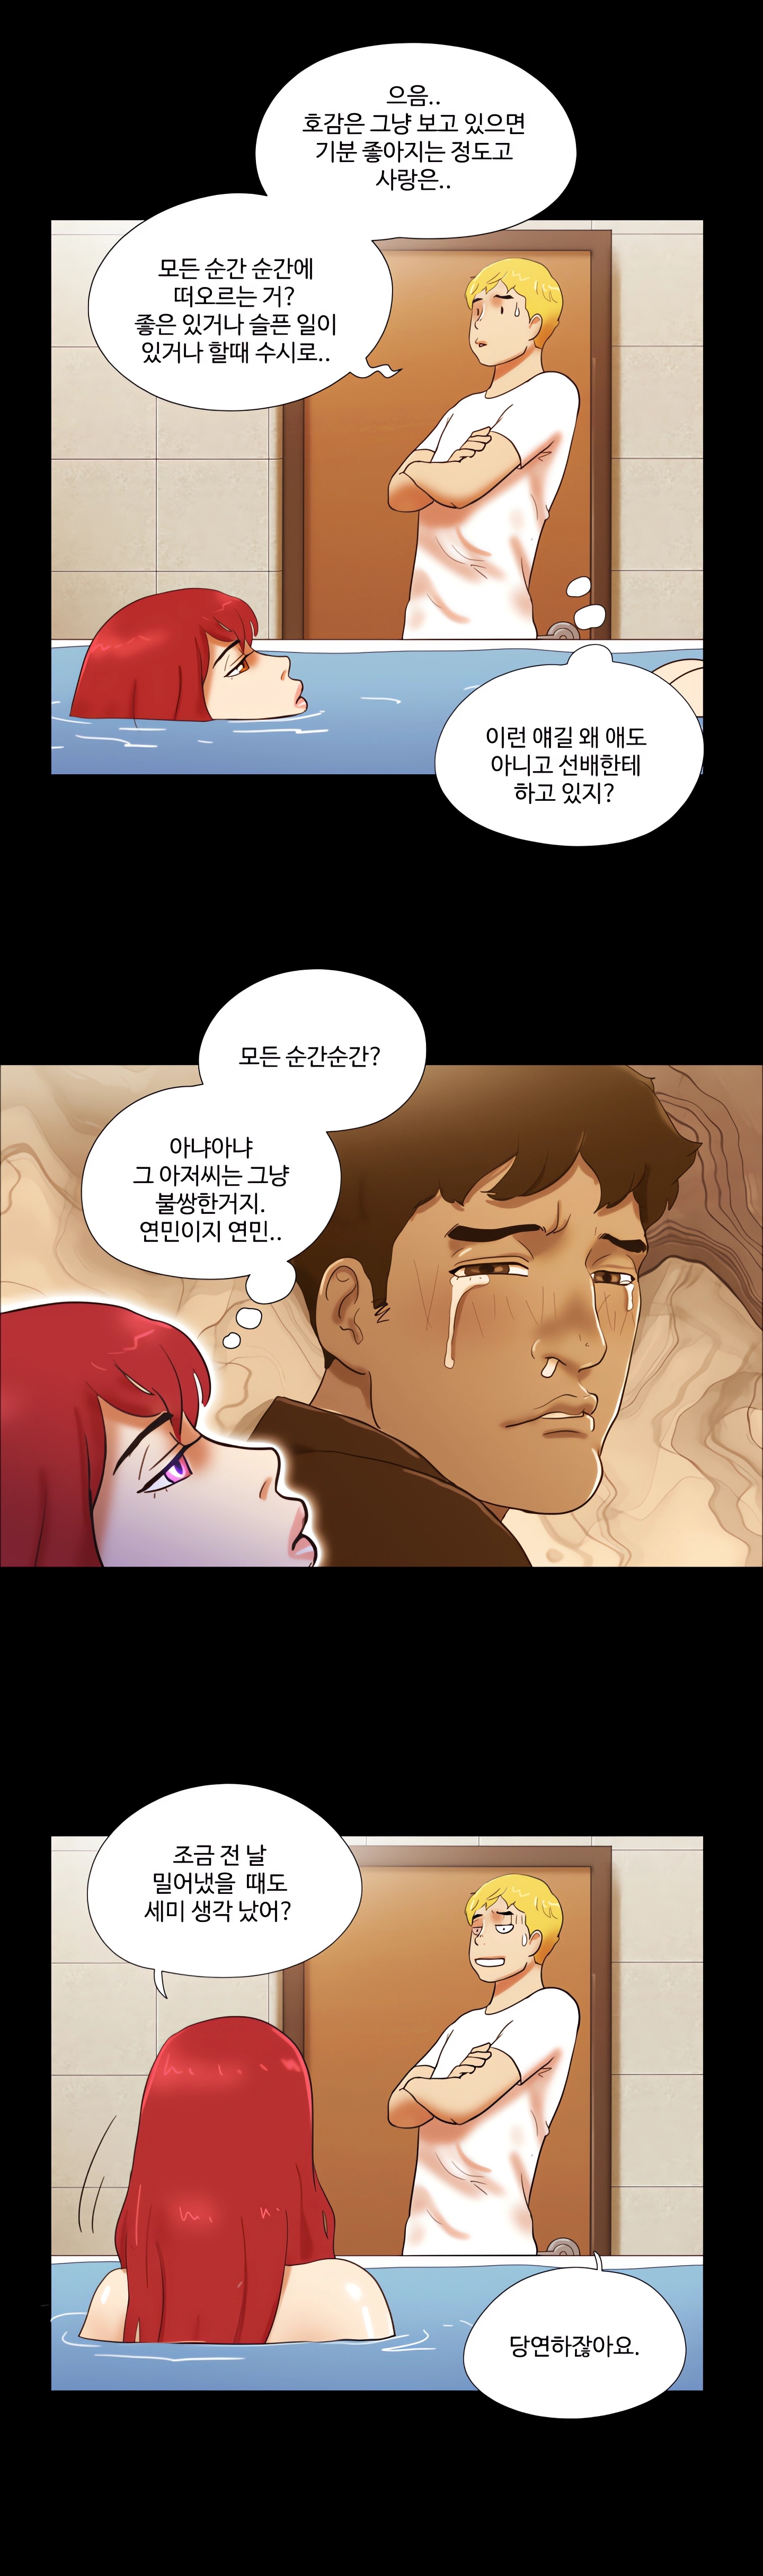 으음..
호감은 그냥 보고 있으면
기분 좋아지는 정도고
사랑은..
모든 순간 순간에
떠오르는 거?
좋은 있거나 슬픈 일이
있거나 할때 수시로..
이런 얘길 왜 애도
아니고 선배한테
하고 있지?
모든 순간순간?
아냐아냐
그 아저씨는 그냥
불쌍한거지.
연민이지 연민..
조금 전 날
밀어냈을 때도
세미 생각 났어?
당연하잖아요.